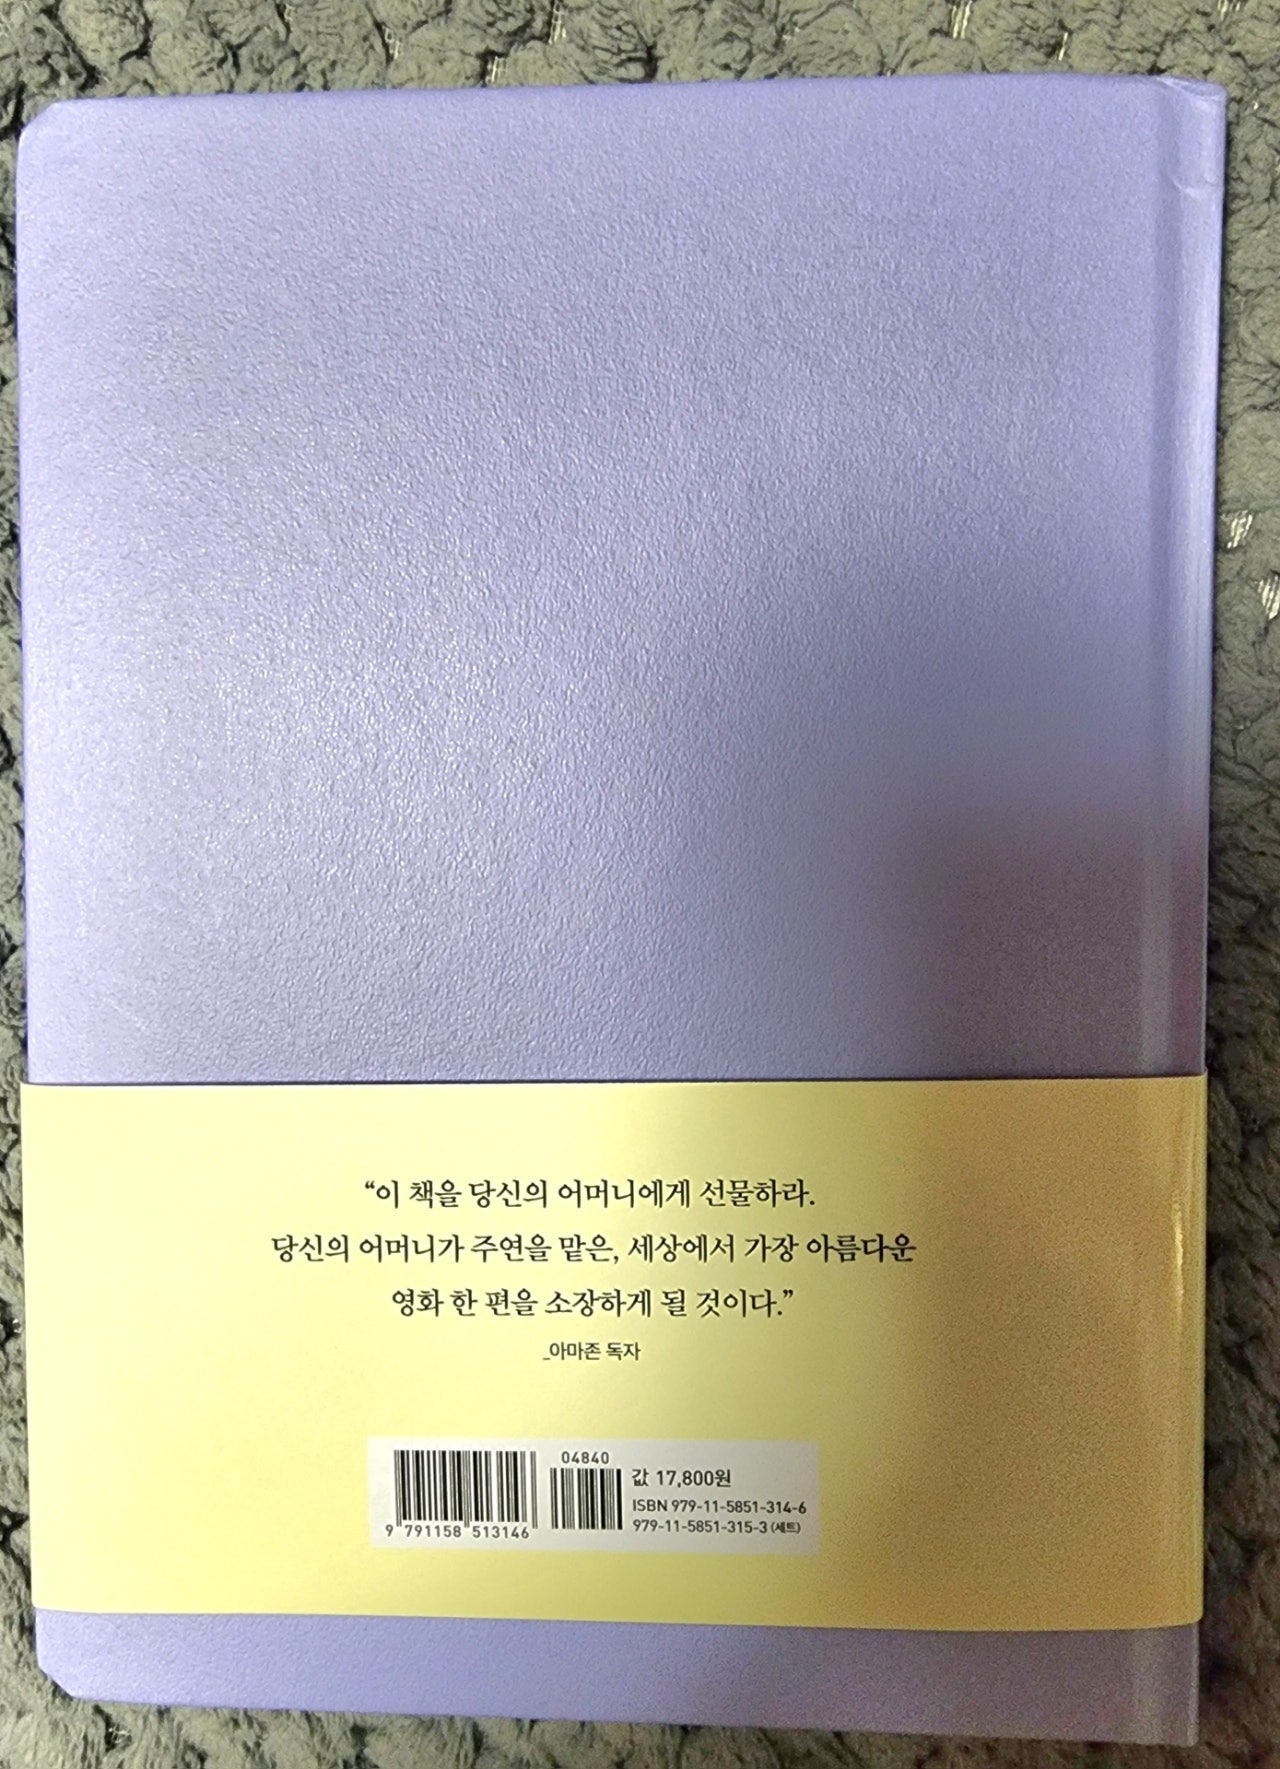 “이 책을 당신의 어머니에게 선물하라.
당신의 어머니가 주연을 맡은, 세상에서 가장 아름다운
영화 한 편을 소장하게 될 것이다.”
_아마존 독자
04840
값 17,800원
ISBN 979-11-5851-314-6
979-11-5851-315-3 (세트)
9 791158 513146